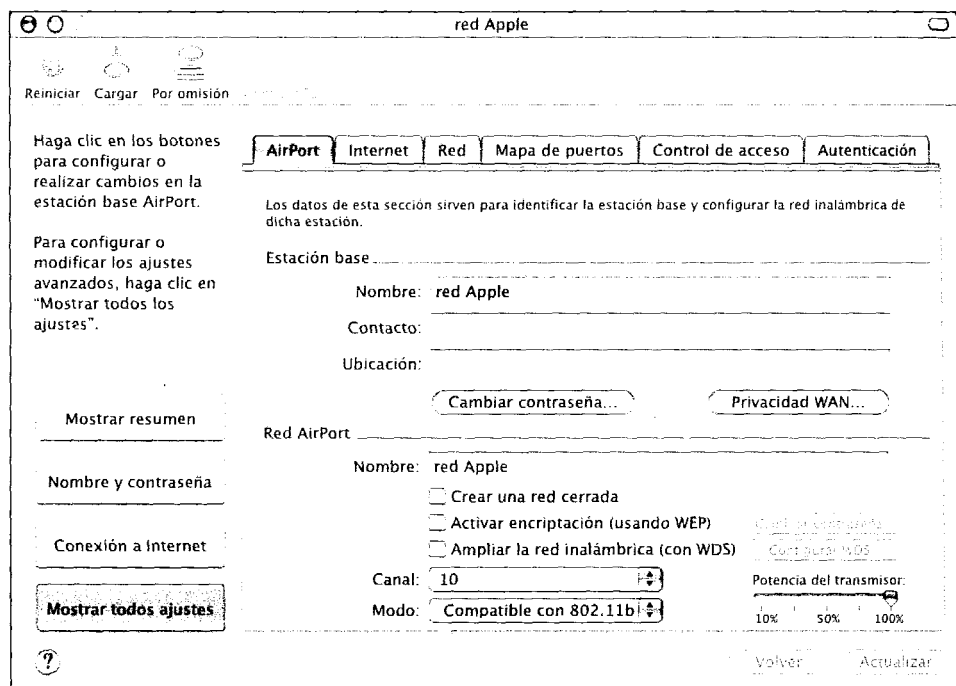 red Apple
Reiniciar Cargar Por omisión
Haga clic en los botones
para configurar o
realizar cambios en la
estación base AirPort.
Para configurar o
modificar los ajustes
avanzados, haga clic en
“Mostrar todos los
ajustes”.
Mostrar resumen
Nombre y contraseña
Conexión a Internet
Mostrar todos ajustes
?
AirPort Internet Red Mapa de puertos Control de acceso Autenticación
Los datos de esta sección sirven para identificar la estación base y configurar la red inalámbrica de
dicha estación.
Estación base
Nombre: red Apple
Contacto:
Ubicación:
Cambiar contraseña... Privacidad WAN...
Red AirPort
Nombre: red Apple
Crear una red cerrada
Activar encriptación (usando WEP)
Ampliar la red inalámbrica (con WDS) Configurar WDS
Canal: 10
Potencia del transmisor:
Modo: Compatible con 802.11b
10% 50% 100%
Volver Actualizar